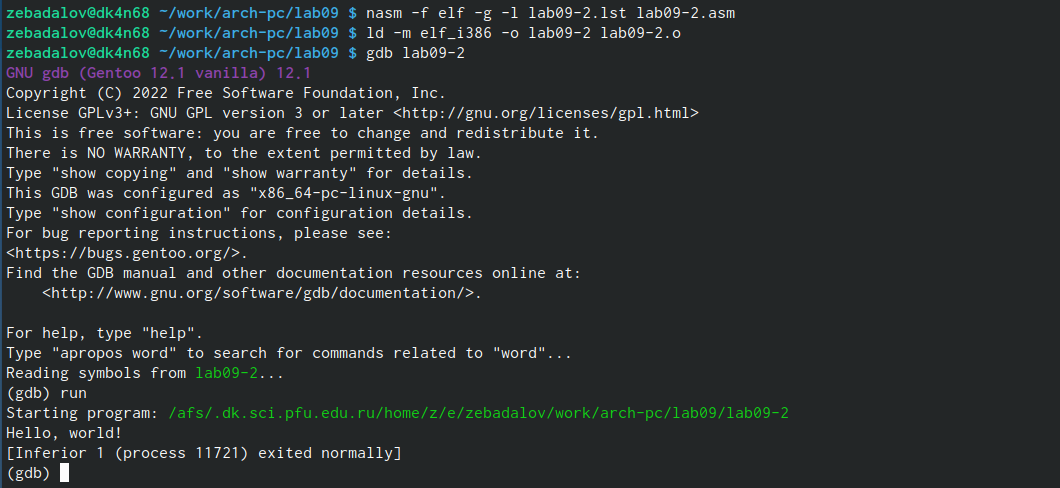 zebadalov@dk4n68 ~/work/arch-pc/lab09 $ nasm -f elf -g -l lab09-2.lst lab09-2.asm
zebadalov@dk4n68 ~/work/arch-pc/lab09 $ ld -m elf_i386 -o lab09-2 lab09-2.o
zebadalov@dk4n68 ~/work/arch-pc/lab09 $ gdb lab09-2
GNU gdb (Gentoo 12.1 vanilla) 12.1
Copyright (C) 2022 Free Software Foundation, Inc.
License GPLv3+: GNU GPL version 3 or later <http://gnu.org/licenses/gpl.html>
This is free software: you are free to change and redistribute it.
There is NO WARRANTY, to the extent permitted by law.
Type "show copying" and "show warranty" for details.
This GDB was configured as "x86_64-pc-linux-gnu".
Type "show configuration" for configuration details.
For bug reporting instructions, please see:
<https://bugs.gentoo.org/>.
Find the GDB manual and other documentation resources online at:
    <http://www.gnu.org/software/gdb/documentation/>.

For help, type "help".
Type "apropos word" to search for commands related to "word"...
Reading symbols from lab09-2...
(gdb) run
Starting program: /afs/.dk.sci.pfu.edu.ru/home/z/e/zebadalov/work/arch-pc/lab09/lab09-2
Hello, world!
[Inferior 1 (process 11721) exited normally]
(gdb)